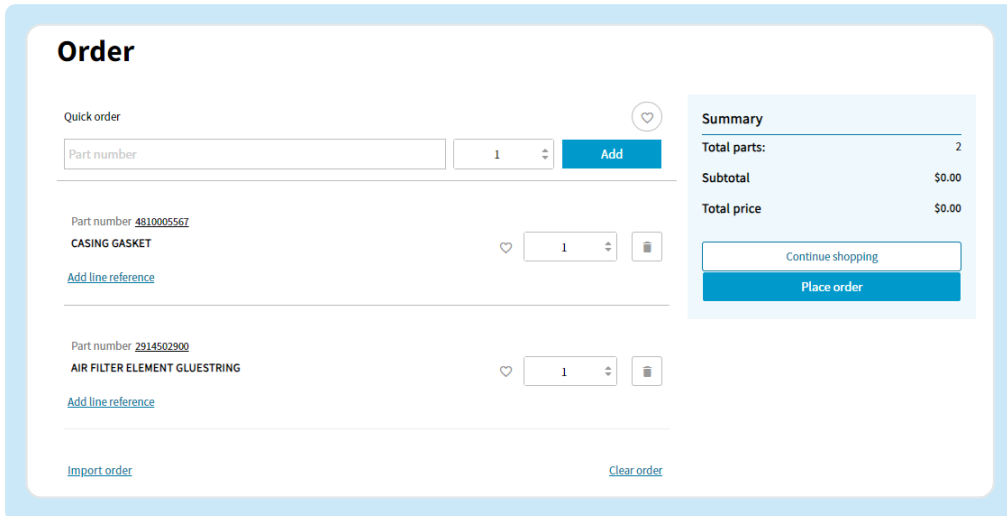 Order
Quick order
Part number
1
Add
Part number 4810005567
CASING GASKET
1
Add line reference
Part number 2914502900
AIR FILTER ELEMENT GLUESTRING
1
Add line reference
Import order
Clear order
Summary
Total parts: 2
Subtotal $0.00
Total price $0.00
Continue shopping
Place order